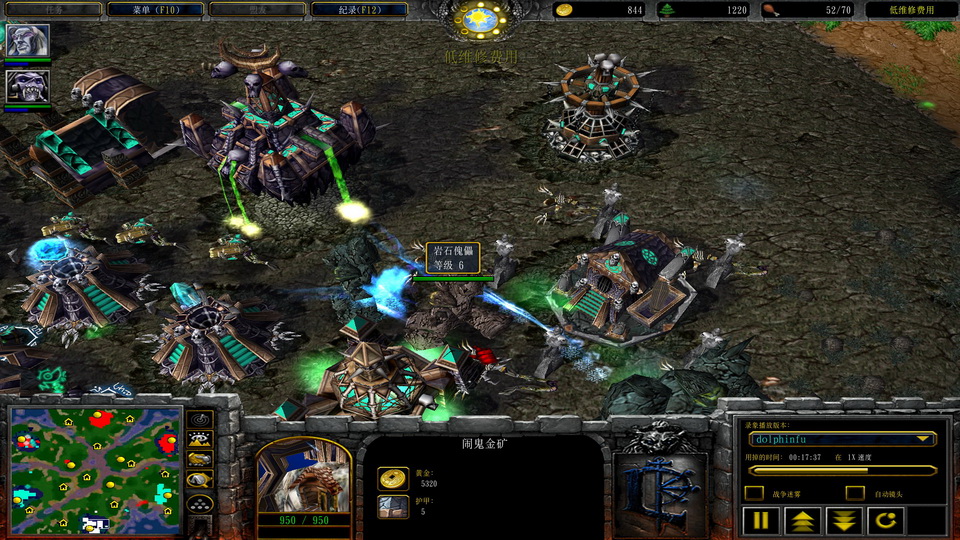 任务
菜单 (F10)
纪录(F12)
844
1220
52/70
低维修费用
低维修费用
岩石傀儡
等级 6
闹鬼金矿
黄金:
5320
护甲:
5
950 / 950
录象播放版本:
dolphinfu
用掉的时间: 00:17:37 在 1X 速度
战争迷雾
自动镜头